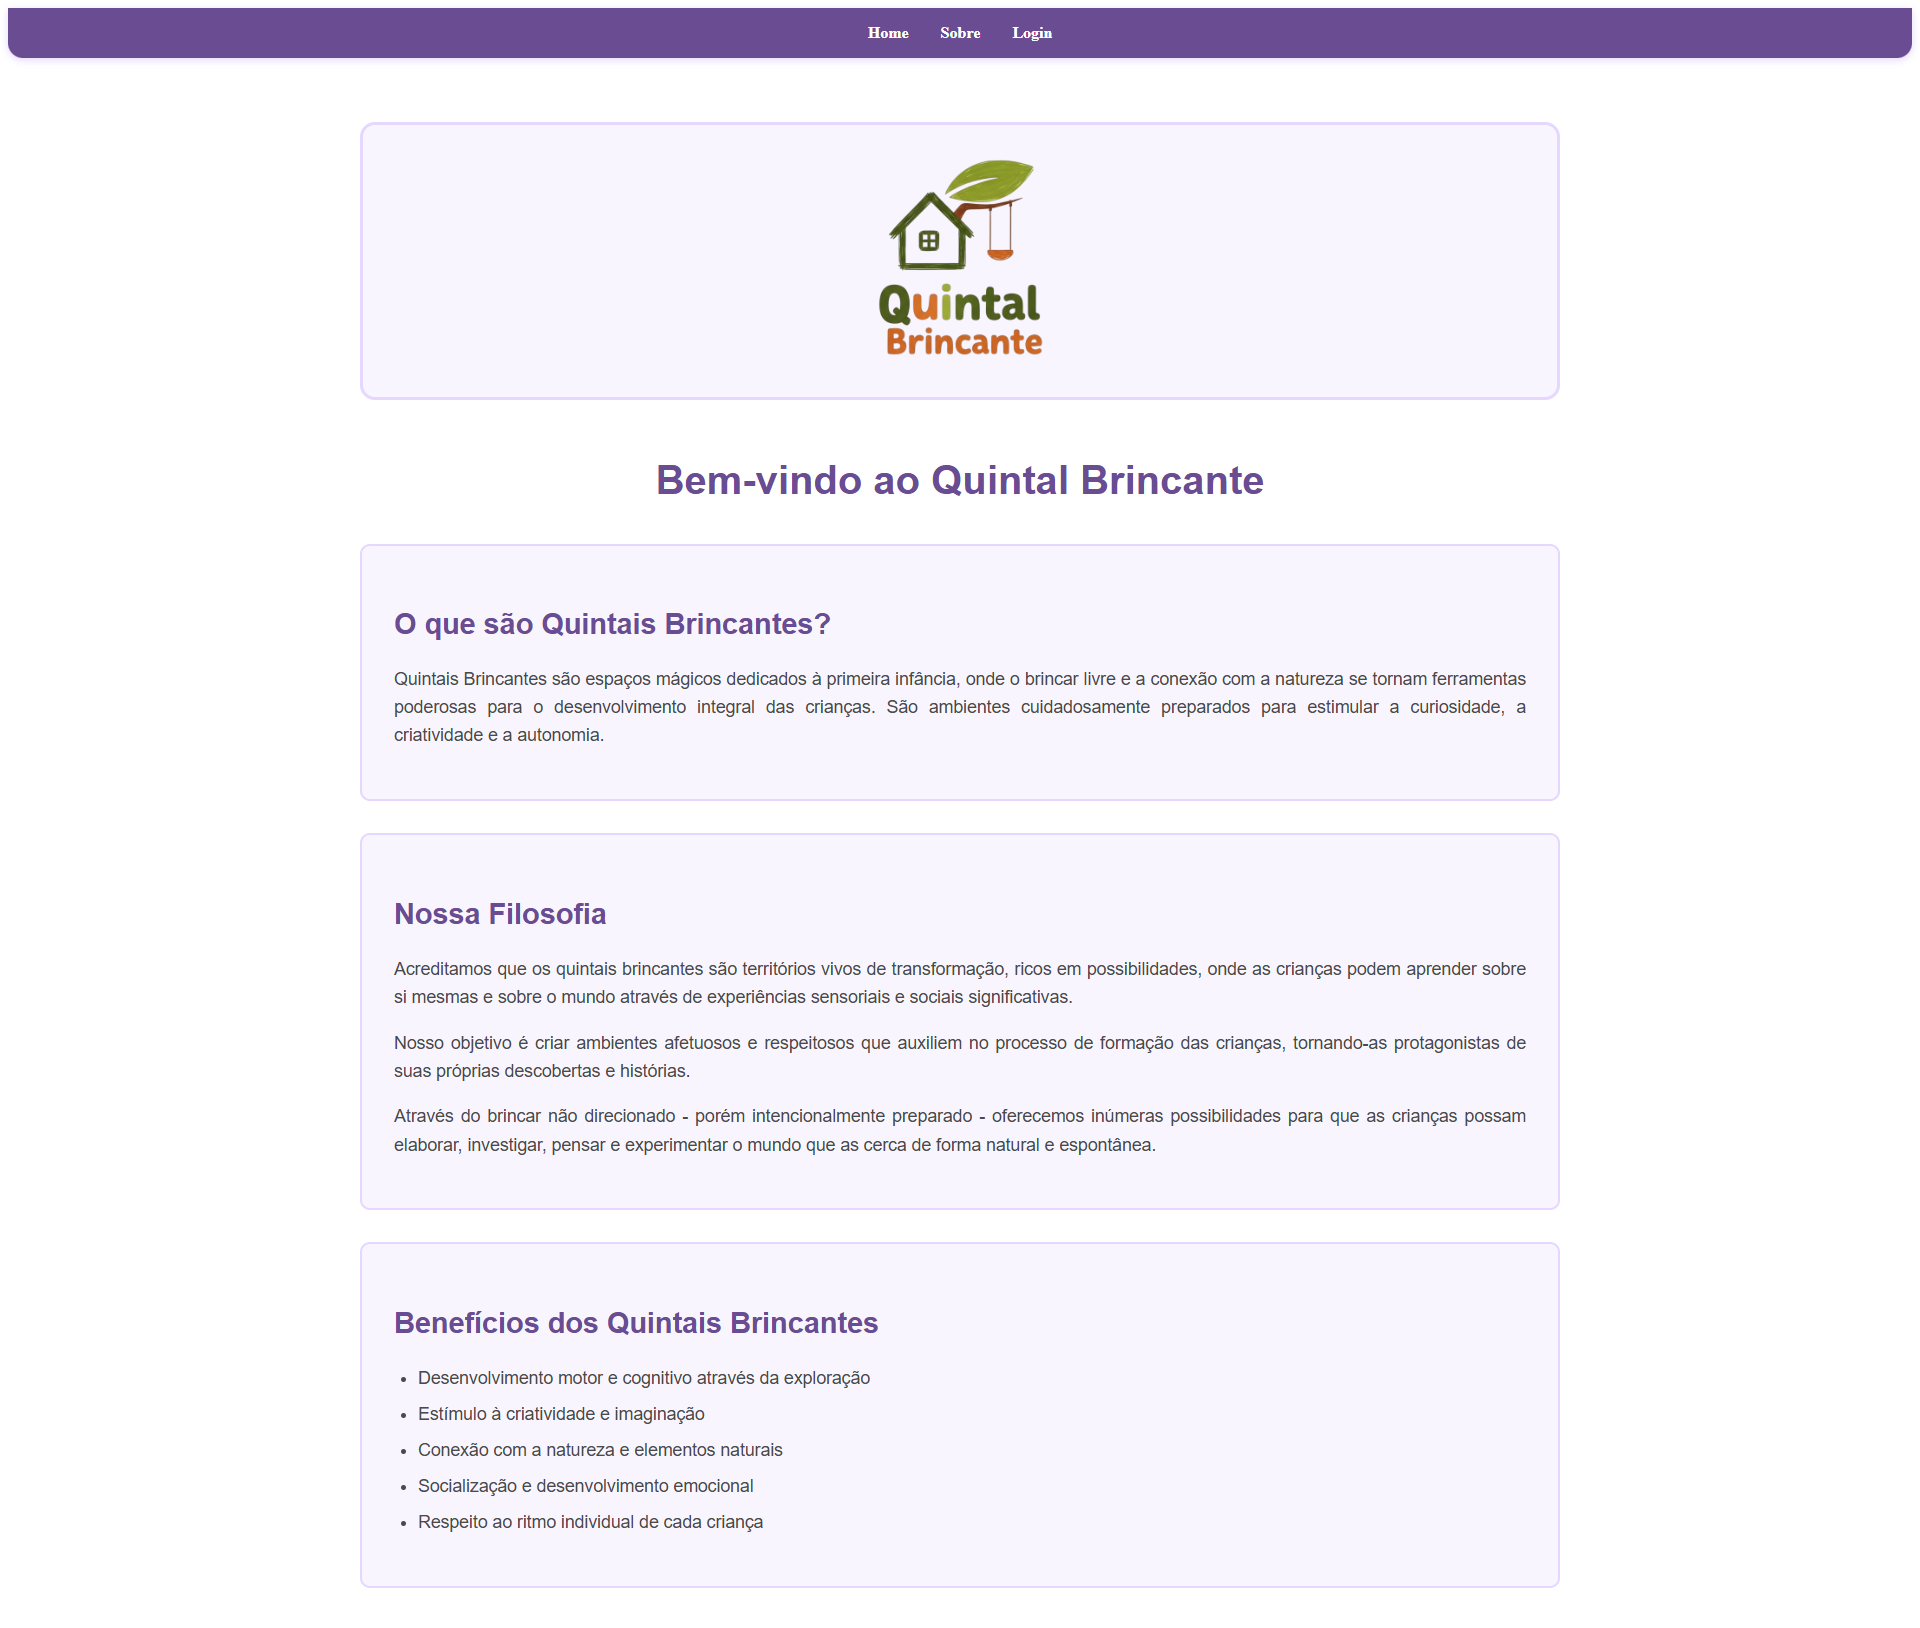 Home Sobre Login
Quintal
Brincante
Bem-vindo ao Quintal Brincante
O que são Quintais Brincantes?
Quintais Brincantes são espaços mágicos dedicados à primeira infância, onde o brincar livre e a conexão com a natureza se tornam ferramentas
poderosas para o desenvolvimento integral das crianças. São ambientes cuidadosamente preparados para estimular a curiosidade, a
criatividade e a autonomia.
Nossa Filosofia
Acreditamos que os quintais brincantes são territórios vivos de transformação, ricos em possibilidades, onde as crianças podem aprender sobre
si mesmas e sobre o mundo através de experiências sensoriais e sociais significativas.
Nosso objetivo é criar ambientes afetuosos e respeitosos que auxiliem no processo de formação das crianças, tornando-as protagonistas de
suas próprias descobertas e histórias.
Através do brincar não direcionado - porém intencionalmente preparado - oferecemos inúmeras possibilidades para que as crianças possam
elaborar, investigar, pensar e experimentar o mundo que as cerca de forma natural e espontânea.
Benefícios dos Quintais Brincantes
• Desenvolvimento motor e cognitivo através da exploração
• Estímulo à criatividade e imaginação
• Conexão com a natureza e elementos naturais
• Socialização e desenvolvimento emocional
• Respeito ao ritmo individual de cada criança